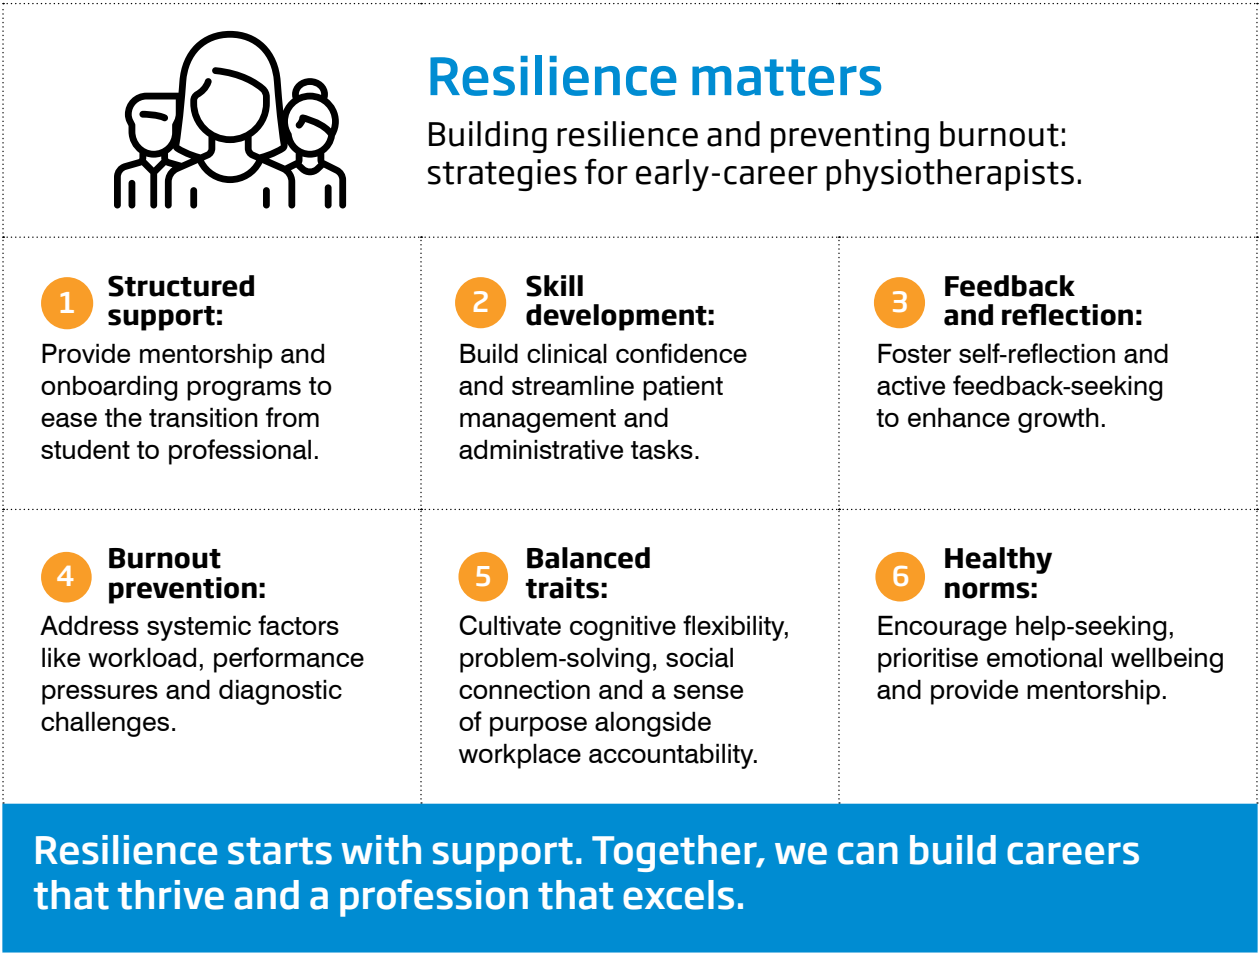 Resilience matters
Building resilience and preventing burnout:
strategies for early-career physiotherapists.
1 Structured
support:
Provide mentorship and
onboarding programs to
ease the transition from
student to professional.
2 Skill
development:
Build clinical confidence
and streamline patient
management and
administrative tasks.
3 Feedback
and reflection:
Foster self-reflection and
active feedback-seeking
to enhance growth.
4 Burnout
prevention:
Address systemic factors
like workload, performance
pressures and diagnostic
challenges.
5 Balanced
traits:
Cultivate cognitive flexibility,
problem-solving, social
connection and a sense
of purpose alongside
workplace accountability.
6 Healthy
norms:
Encourage help-seeking,
prioritise emotional wellbeing
and provide mentorship.
Resilience starts with support. Together, we can build careers
that thrive and a profession that excels.